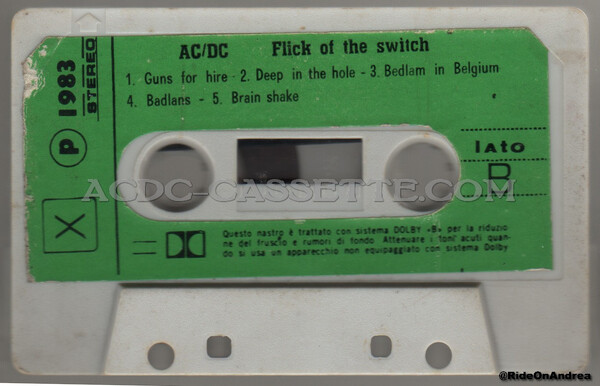 AC/DC Flick of the switch
1. Guns for hire - 2. Deep in the hole - 3. Bedlam in Belgium
4. Badlans - 5. Brain shake
P 1983
STEREO
lAto
B
ACDC-CASSETTE.COM
X
Questo nastro è trattato con sistema DOLBY «B» per la riduzio
ne del fruscio e rumori di fondo Attenuare i toni acuti quan-
do si usa un apparecchio non equipaggiato con sistema Dolby
@RideOnAndrea